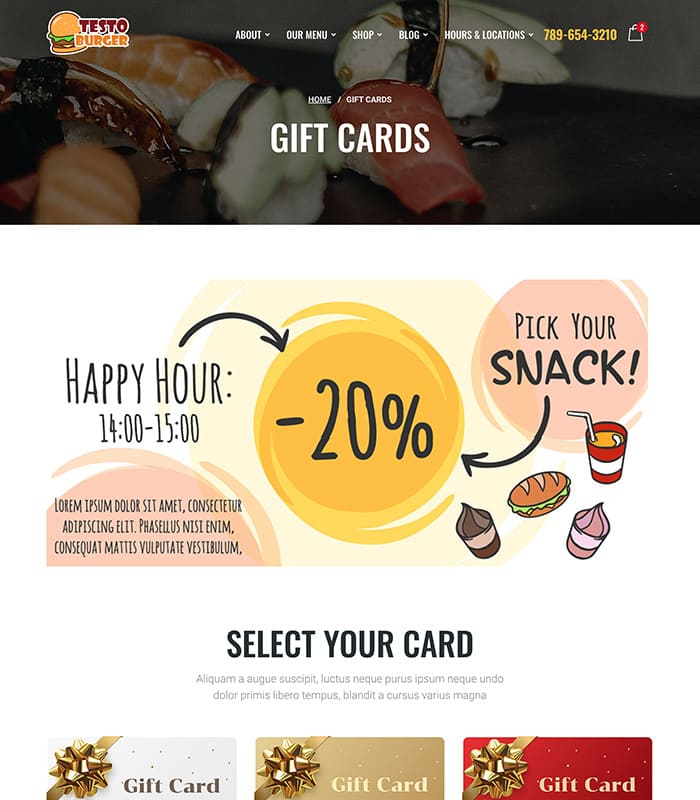 TESTO
BURGER
ABOUT
OUR MENU
SHOP
BLOG
HOURS & LOCATIONS
789-654-3210
2
HOME / GIFT CARDS
GIFT CARDS
HAPPY HOUR:
14:00-15:00
-20%
PICK YOUR
SNACK!
LOREM IPSUM DOLOR SIT AMET, CONSECTETUR
ADIPISCING ELIT. PHASELLUS NISI ENIM,
CONSEQUAT MATTIS VULPUTATE VESTIBULUM,
SELECT YOUR CARD
Aliquam a augue suscipit, luctus neque purus ipsum neque undo
dolor primis libero tempus, blandit a cursus varius magna
Gift Card
Gift Card
Gift Card